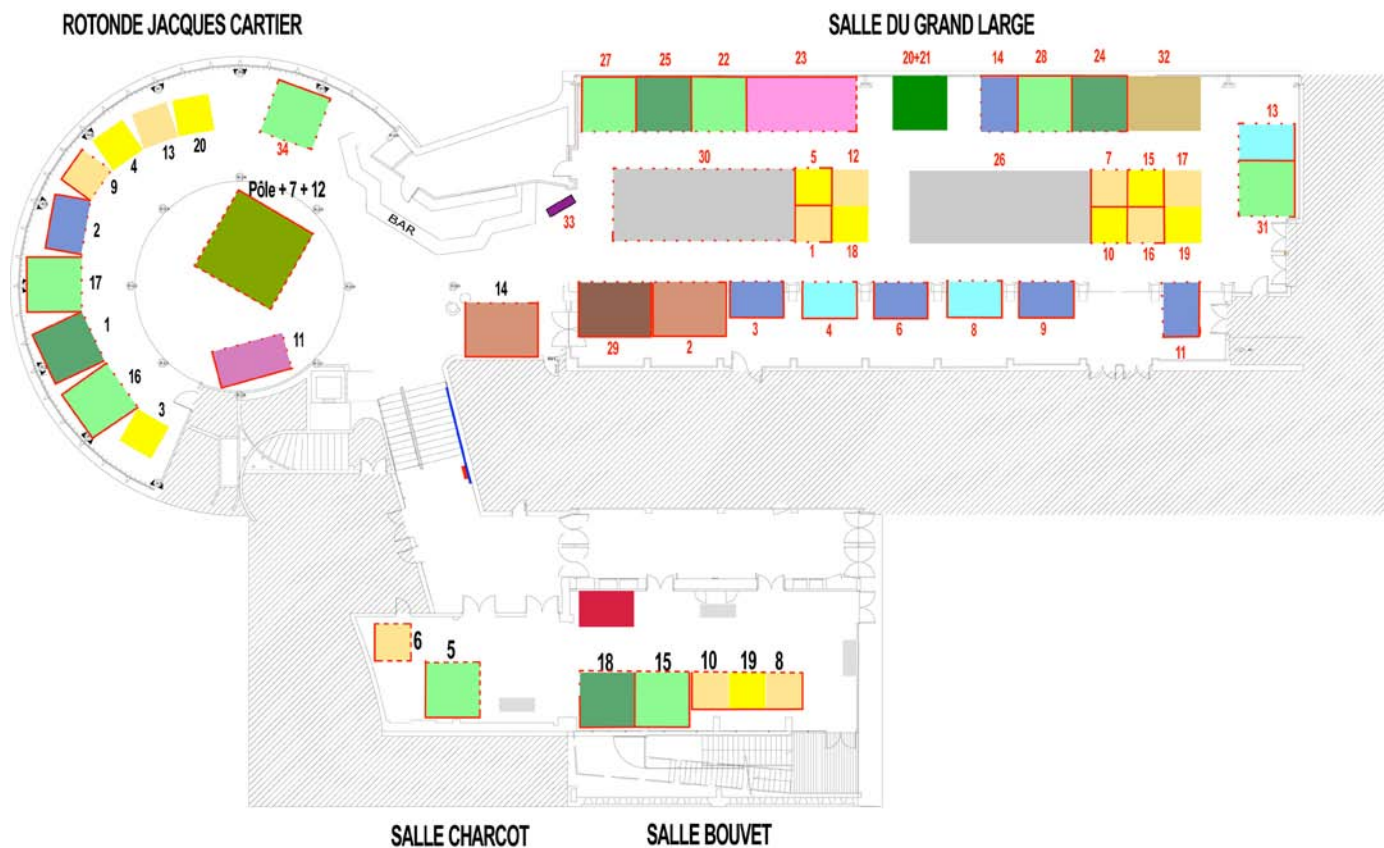 ROTONDE JACQUES CARTIER
SALLE DU GRAND LARGE
27 25 22 23 20+21 14 28 24 32
13
20
13
4
9
34
2
17
1
16
3
Pôle + 7 + 12
11
BAR
33
14
30 5 12 26 7 15 17
1 18 10 16 19
31
29 2 3 4 6 8 9 11
6 5
18 15 10 19 8
SALLE CHARCOT
SALLE BOUVET